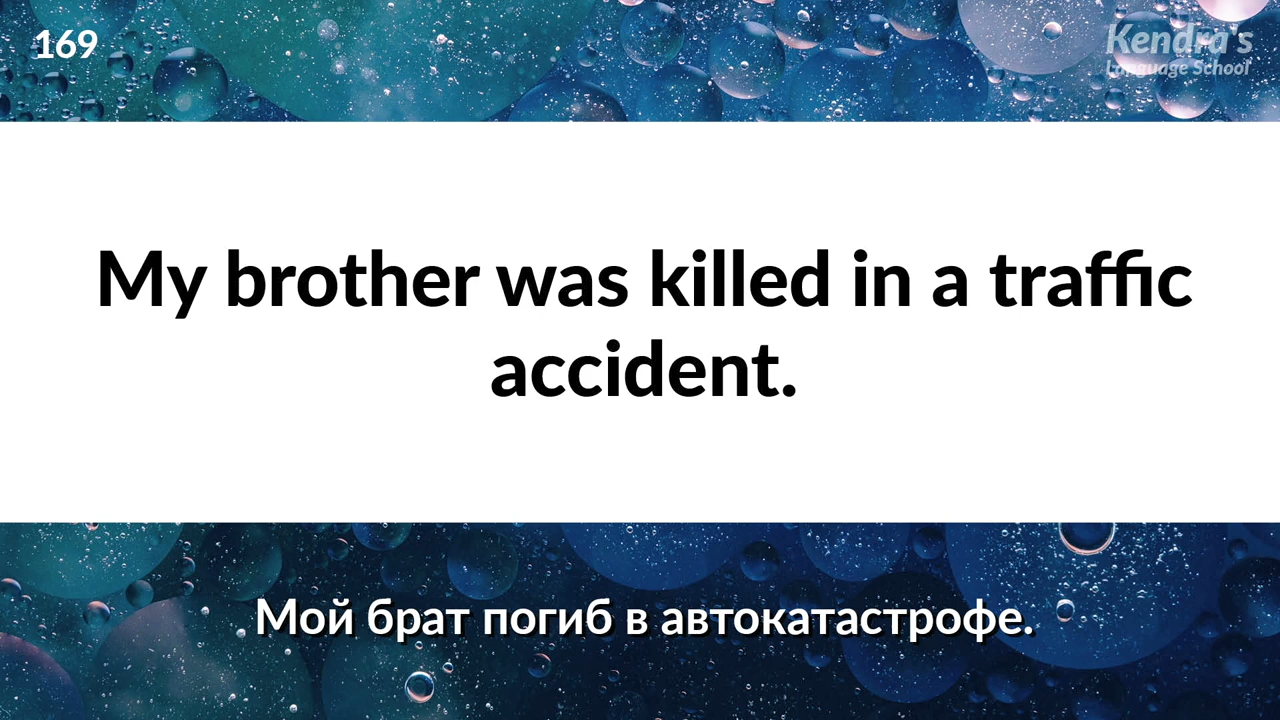 169
Kendra's
Language School
My brother was killed in a traffic
accident.
Мой брат погиб в автокатастрофе.